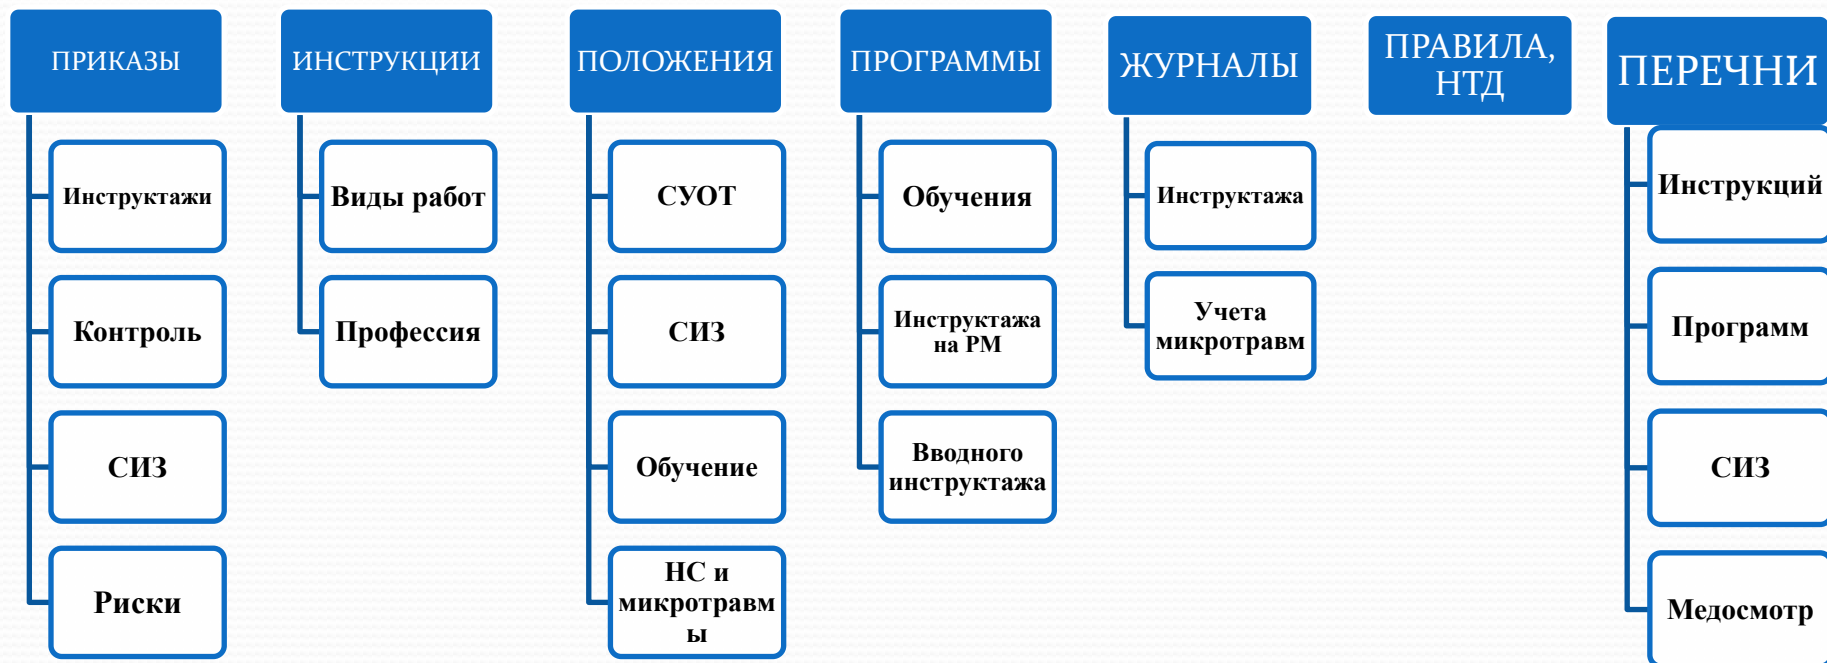 ПРИКАЗЫ
Инструктажи
Контроль
СИЗ
Риски
ИНСТРУКЦИИ
Виды работ
Профессия
ПОЛОЖЕНИЯ
СУОТ
СИЗ
Обучение
НС и
микротравм
ы
ПРОГРАММЫ
Обучения
Инструктажа
на РМ
Вводного
инструктажа
ЖУРНАЛЫ
Инструктажа
Учета
микротравм
ПРАВИЛА,
НТД
ПЕРЕЧНИ
Инструкций
Программ
СИЗ
Медосмотр